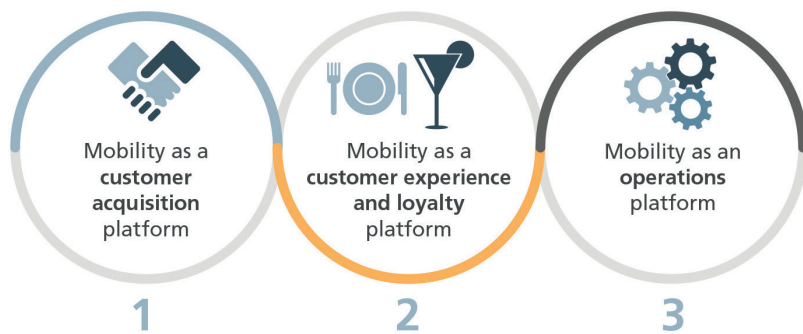 Mobility as a
customer
acquisition
platform
1
Mobility as a
customer experience
and loyalty
platform
2
Mobility as an
operations
platform
3